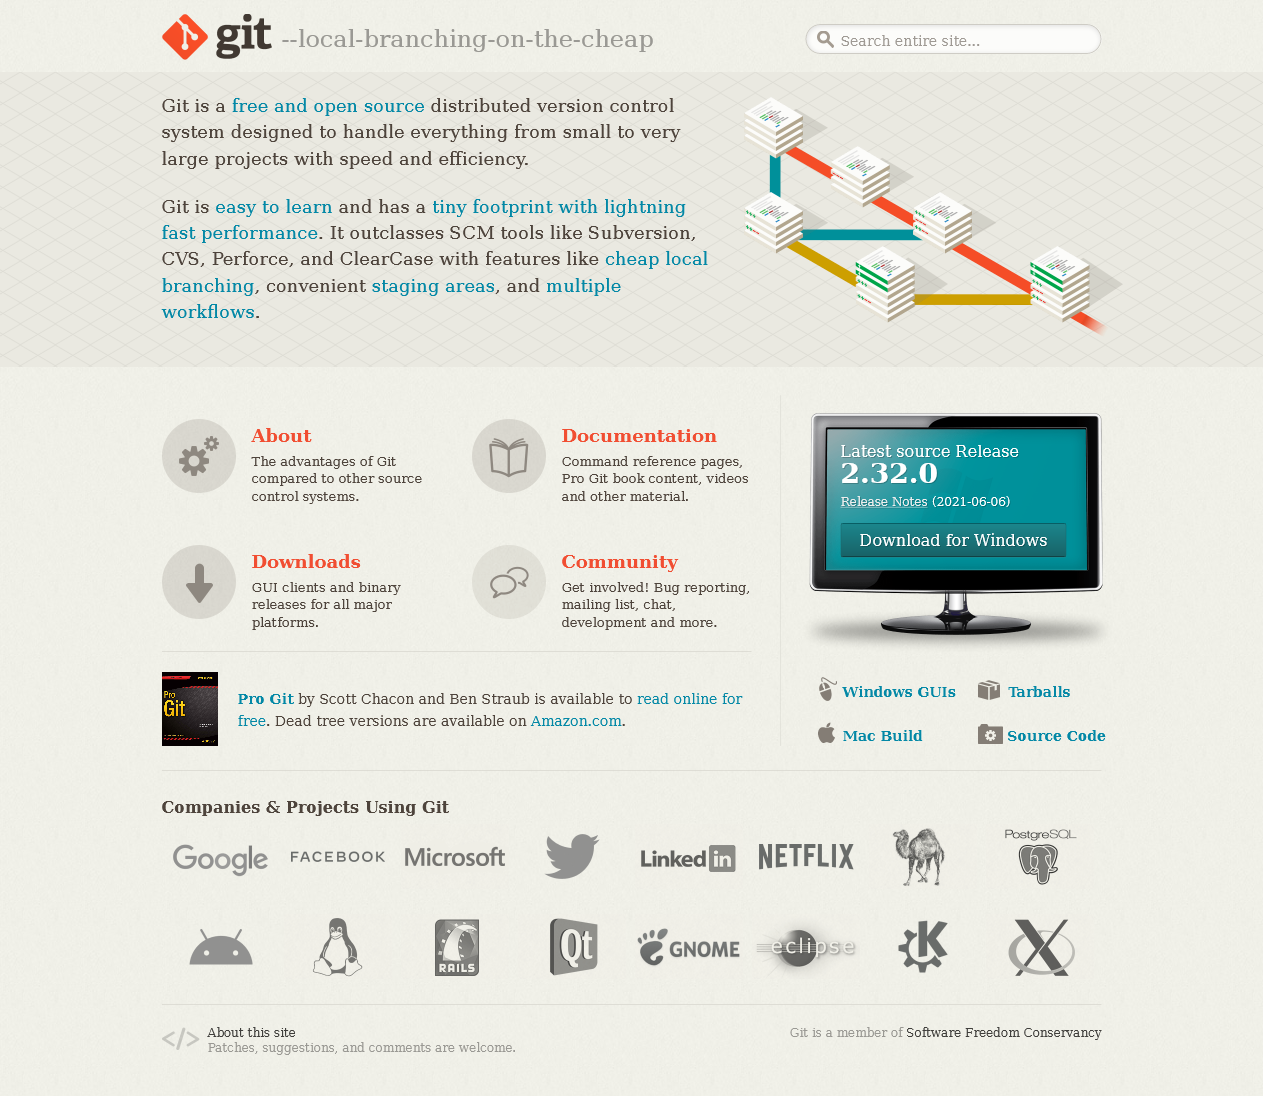 git --local-branching-on-the-cheap
Search entire site...
Git is a free and open source distributed version control
system designed to handle everything from small to very
large projects with speed and efficiency.
Git is easy to learn and has a tiny footprint with lightning
fast performance. It outclasses SCM tools like Subversion,
CVS, Perforce, and ClearCase with features like cheap local
branching, convenient staging areas, and multiple
workflows.
About
The advantages of Git
compared to other source
control systems.
Documentation
Command reference pages,
Pro Git book content, videos
and other material.
Downloads
GUI clients and binary
releases for all major
platforms.
Community
Get involved! Bug reporting,
mailing list, chat,
development and more.
Latest source Release
2.32.0
Release Notes (2021-06-06)
Download for Windows
Pro
Git
Pro Git by Scott Chacon and Ben Straub is available to read online for
free. Dead tree versions are available on Amazon.com.
Windows GUIs
Tarballs
Mac Build
Source Code
Companies & Projects Using Git
Google
FACEBOOK
Microsoft
Linked in
NETFLIX
PostgreSQL
RAILS
Qt
GNOME
eclipse
K
X
</> About this site
Patches, suggestions, and comments are welcome.
Git is a member of Software Freedom Conservancy